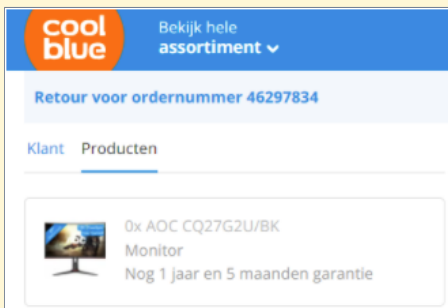 cool
blue
Bekijk hele
assortiment
Retour voor ordernummer 46297834
Klant Producten
0x AOC CQ27G2U/BK
Monitor
Nog 1 jaar en 5 maanden garantie